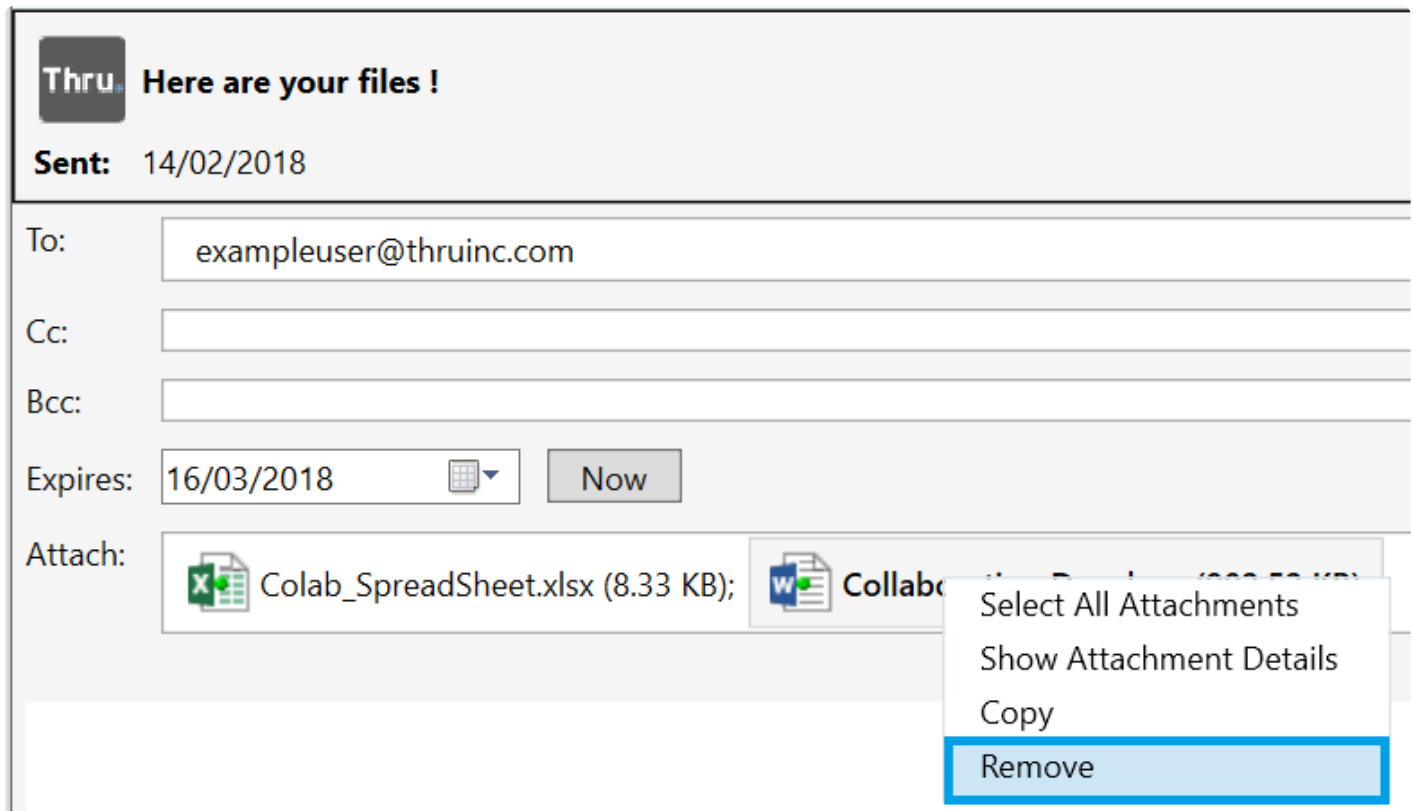 Thru. Here are your files !
Sent: 14/02/2018
To: exampleuser@thruinc.com
Cc:
Bcc:
Expires: 16/03/2018 Now
Attach: Colab_SpreadSheet.xlsx (8.33 KB);
Select All Attachments
Show Attachment Details
Copy
Remove